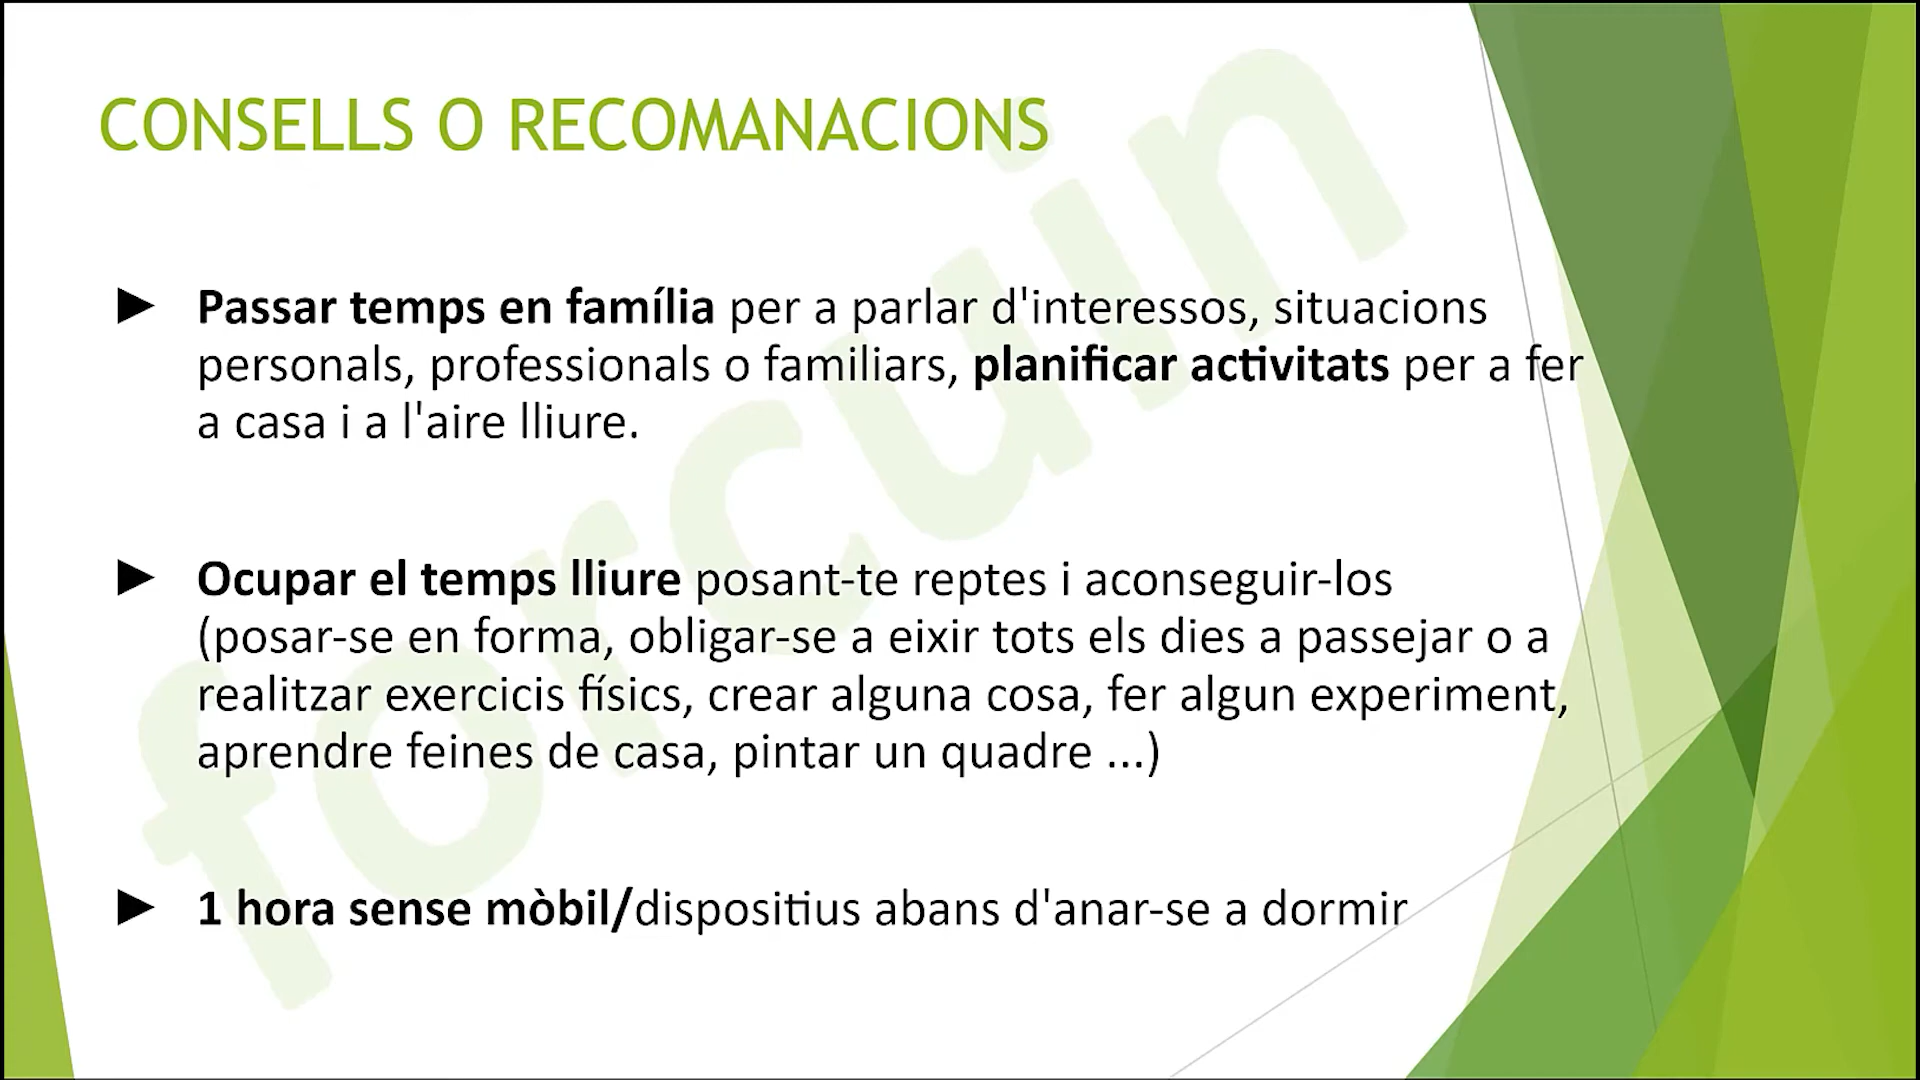 CONSELLS O RECOMANACIONS
► Passar temps en família per a parlar d'interessos, situacions
personals, professionals o familiars, planificar activitats per a fer
a casa i a l'aire lliure.
► Ocupar el temps lliure posant-te reptes i aconseguir-los
(posar-se en forma, obligar-se a eixir tots els dies a passejar o a
realitzar exercicis físics, crear alguna cosa, fer algun experiment,
aprendre feines de casa, pintar un quadre ...)
► 1 hora sense mòbil/dispositius abans d'anar-se a dormir
forcuin